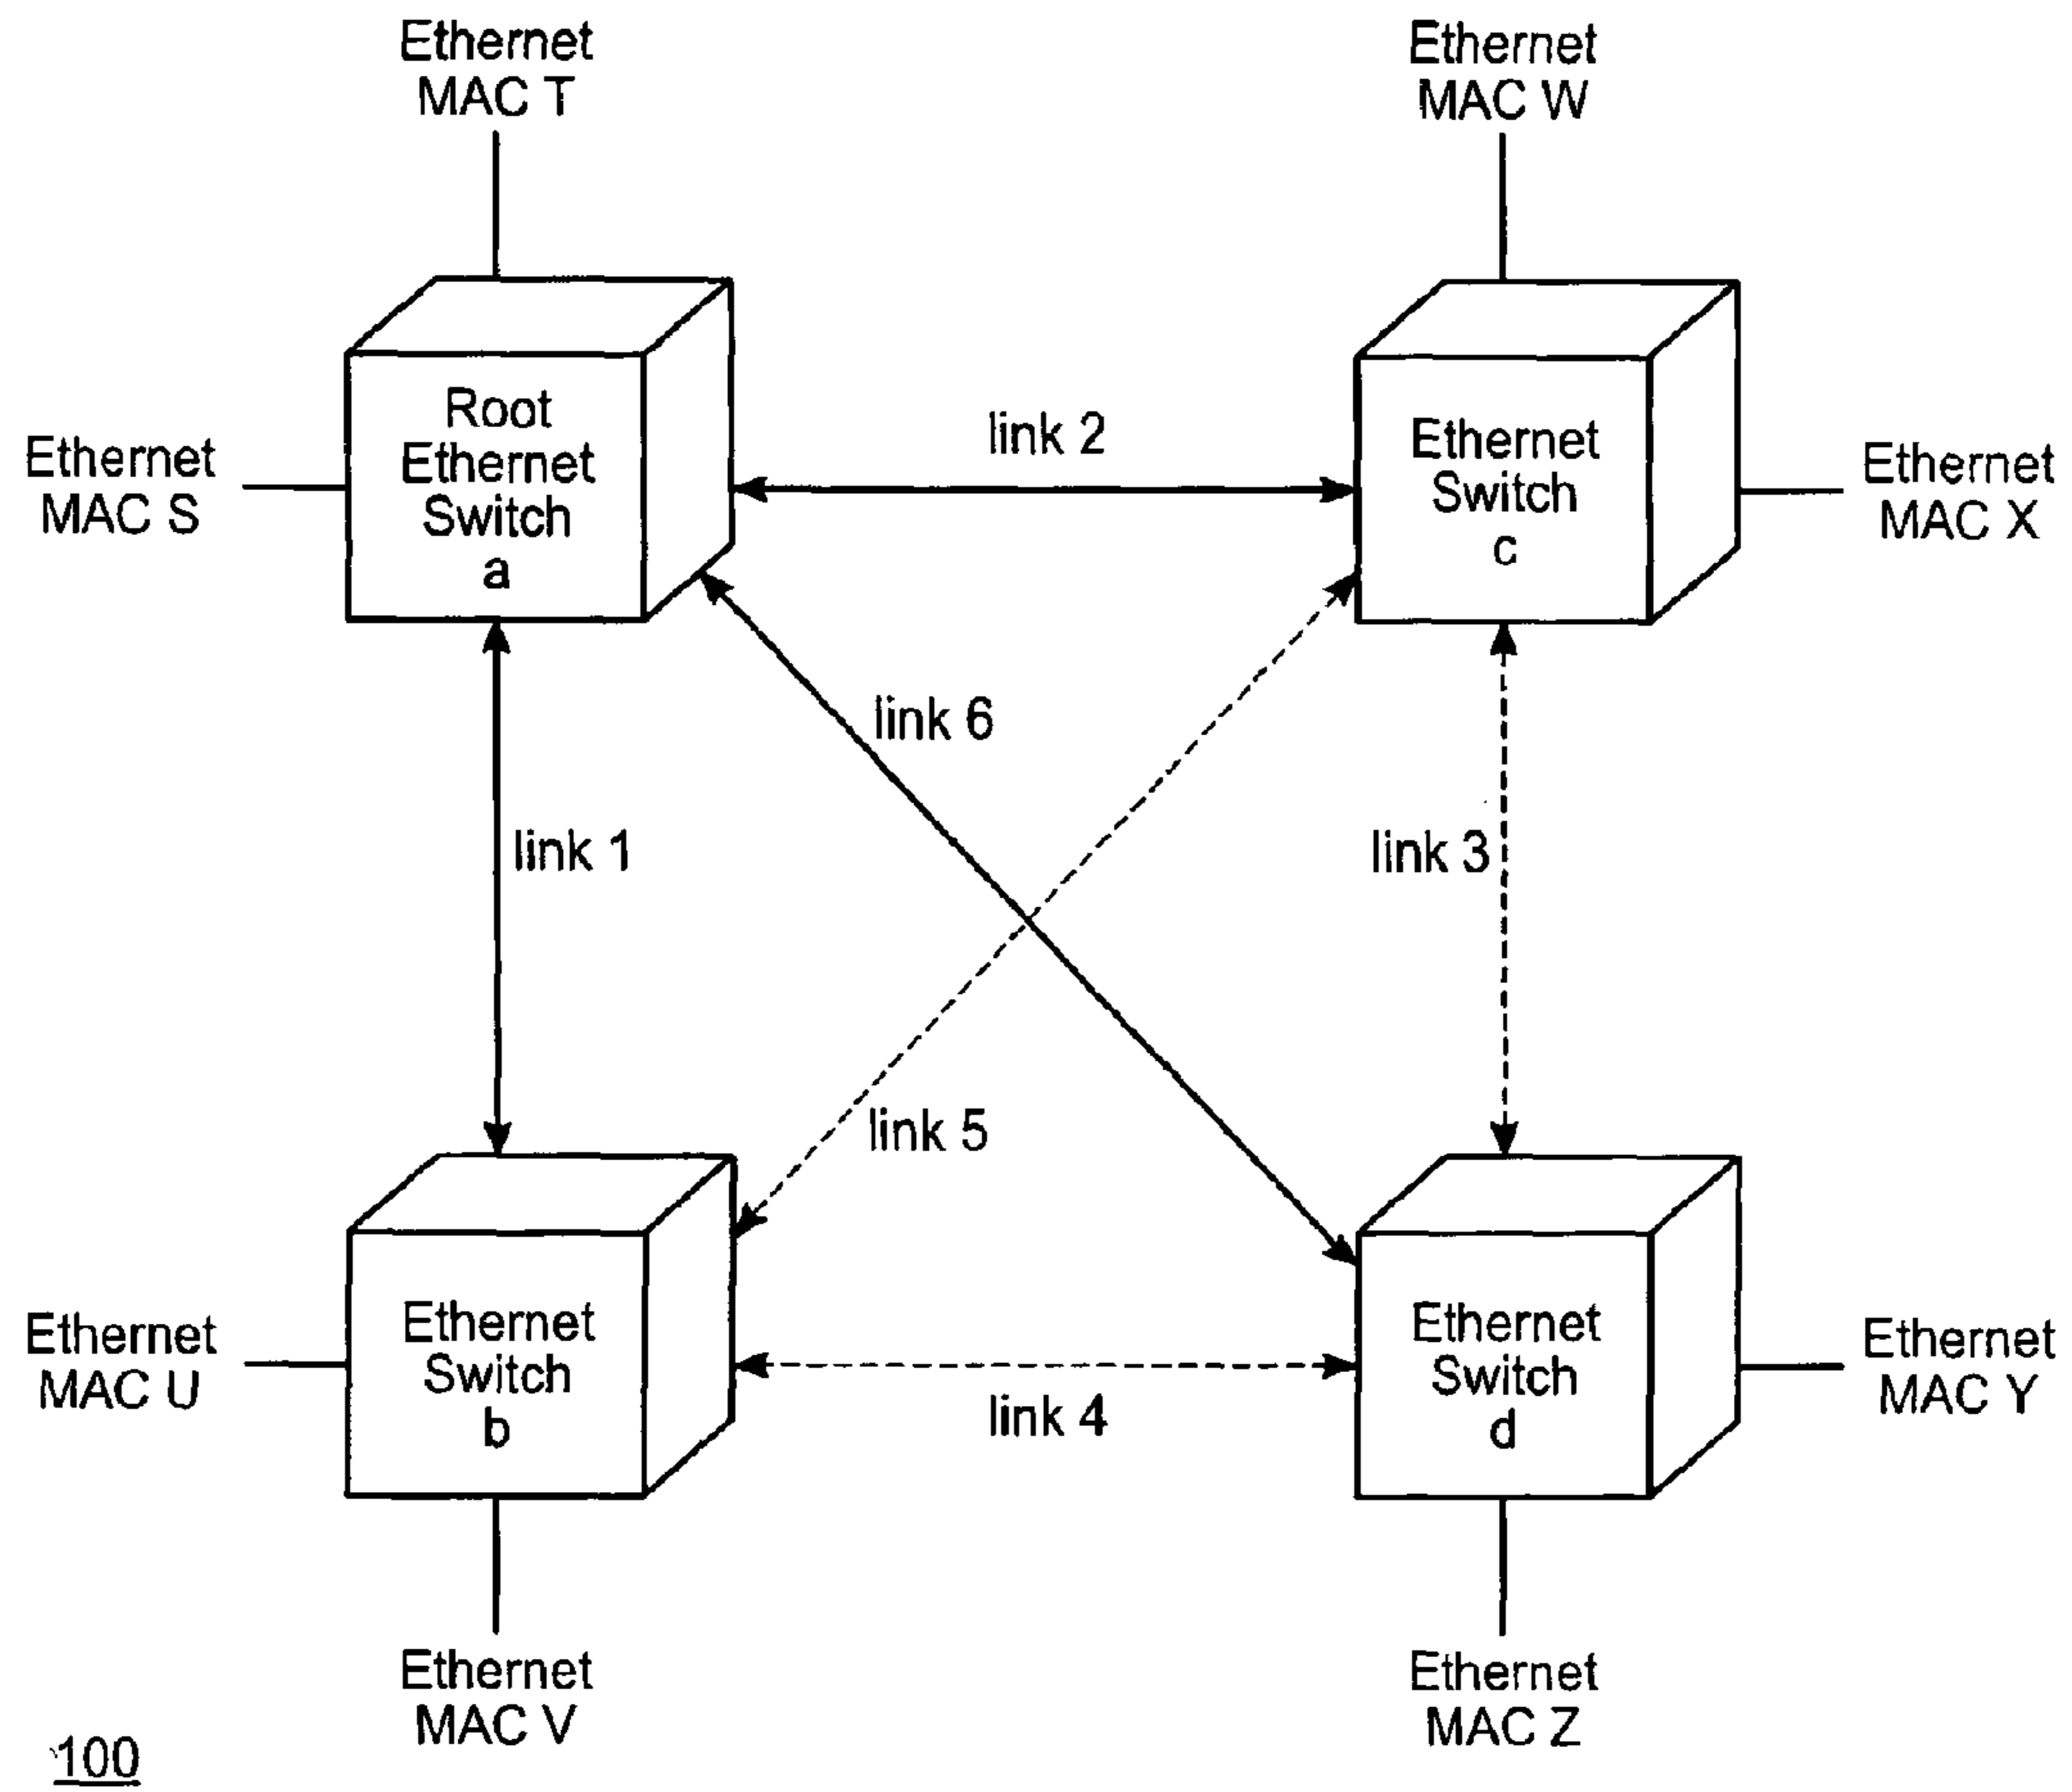 Ethernet
MAC T
Ethernet
MAC W
Root
Ethernet
Switch
a
Ethernet
MAC S
link 2
Ethernet
Switch
c
Ethernet
MAC X
link 6
link 1
link 3
link 5
Ethernet
MAC U
Ethernet
Switch
b
link 4
Ethernet
Switch
d
Ethernet
MAC Y
Ethernet
MAC V
Ethernet
MAC Z
100